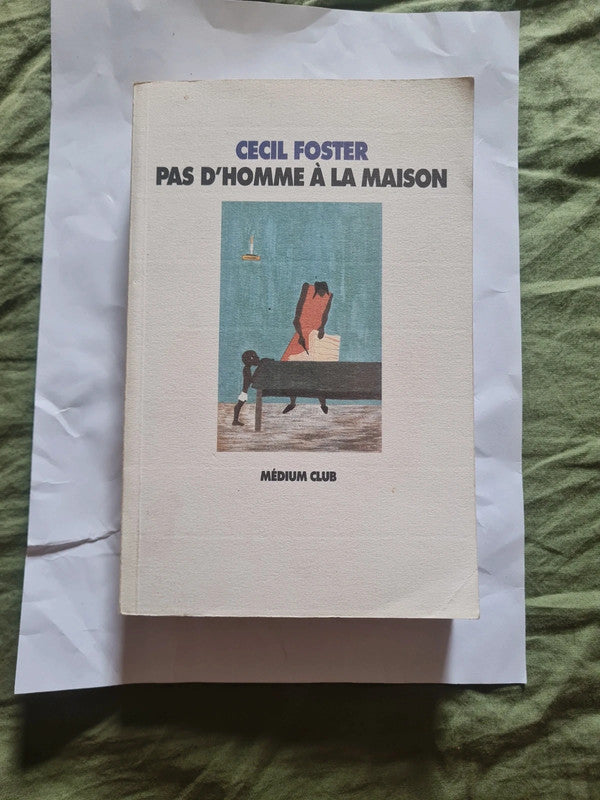 CECIL FOSTER
PAS D'HOMME À LA MAISON
MÉDIUM CLUB